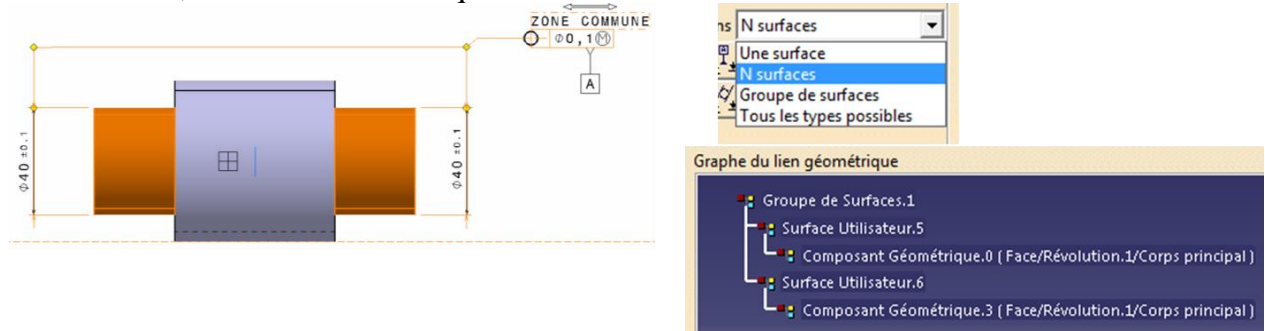 ZONE COMMUNE
⌀0,1Ⓜ
A
⌀40 ±0.1
⌀40 ±0.1
ns N surfaces
Une surface
N surfaces
Groupe de surfaces
Tous les types possibles
Graphe du lien géométrique
Groupe de Surfaces.1
Surface Utilisateur.5
Composant Géométrique.0 ( Face/Révolution.1/Corps principal )
Surface Utilisateur.6
Composant Géométrique.3 ( Face/Révolution.1/Corps principal )